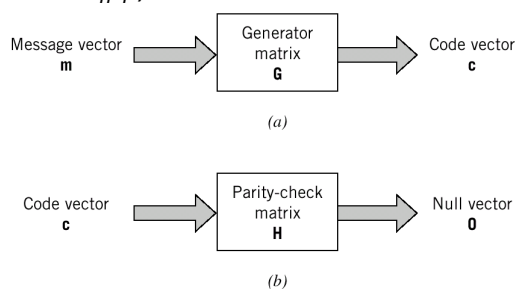 Message vector
m
Generator
matrix
G
Code vector
c
(a)
Code vector
c
Parity-check
matrix
H
Null vector
0
(b)